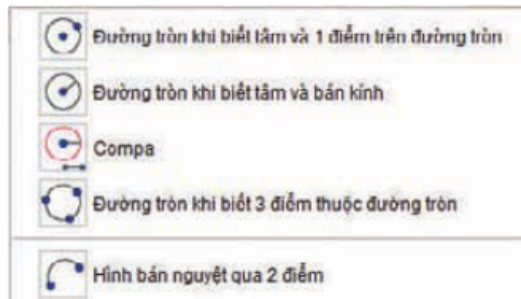 Đường tròn khi biết tâm và 1 điểm trên đường tròn
Đường tròn khi biết tâm và bán kính
Compa
Đường tròn khi biết 3 điểm thuộc đường tròn
Hình bán nguyệt qua 2 điểm